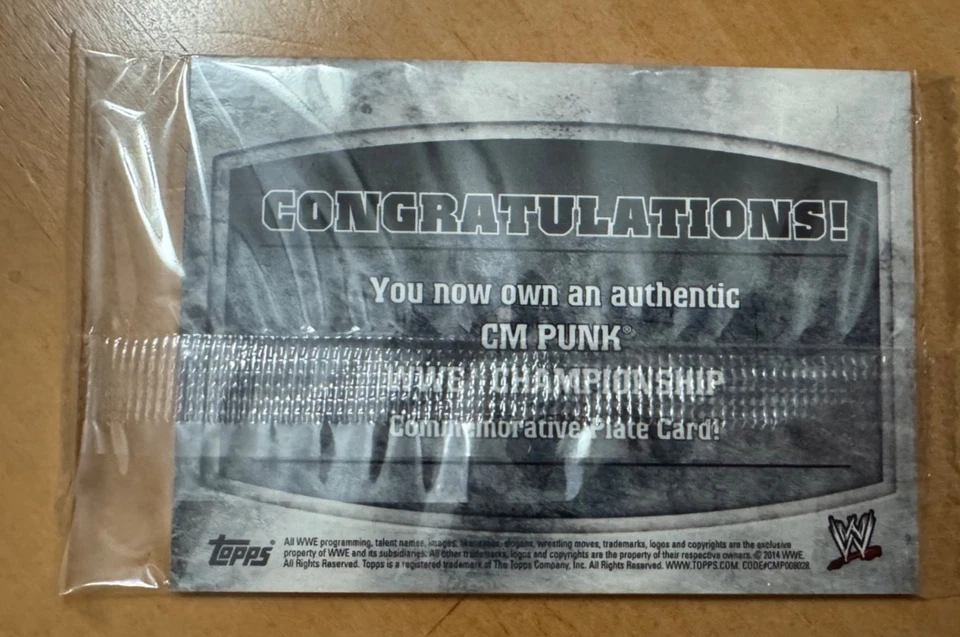 CONGRATULATIONS!
You now own an authentic
CM PUNK®
CHAMPIONSHIP
Commemorative Plate Card!
Topps®
All WWE programming, talent names, images, likenesses, slogans, wrestling moves, trademarks, logos and copyrights are the exclusive
property of WWE and its subsidiaries. All other trademarks, logos and copyrights are the property of their respective owners. © 2014 WWE.
All Rights Reserved. Topps is a registered trademark of The Topps Company, Inc. All Rights Reserved. WWW.TOPPS.COM. CODE#CMP008028
W